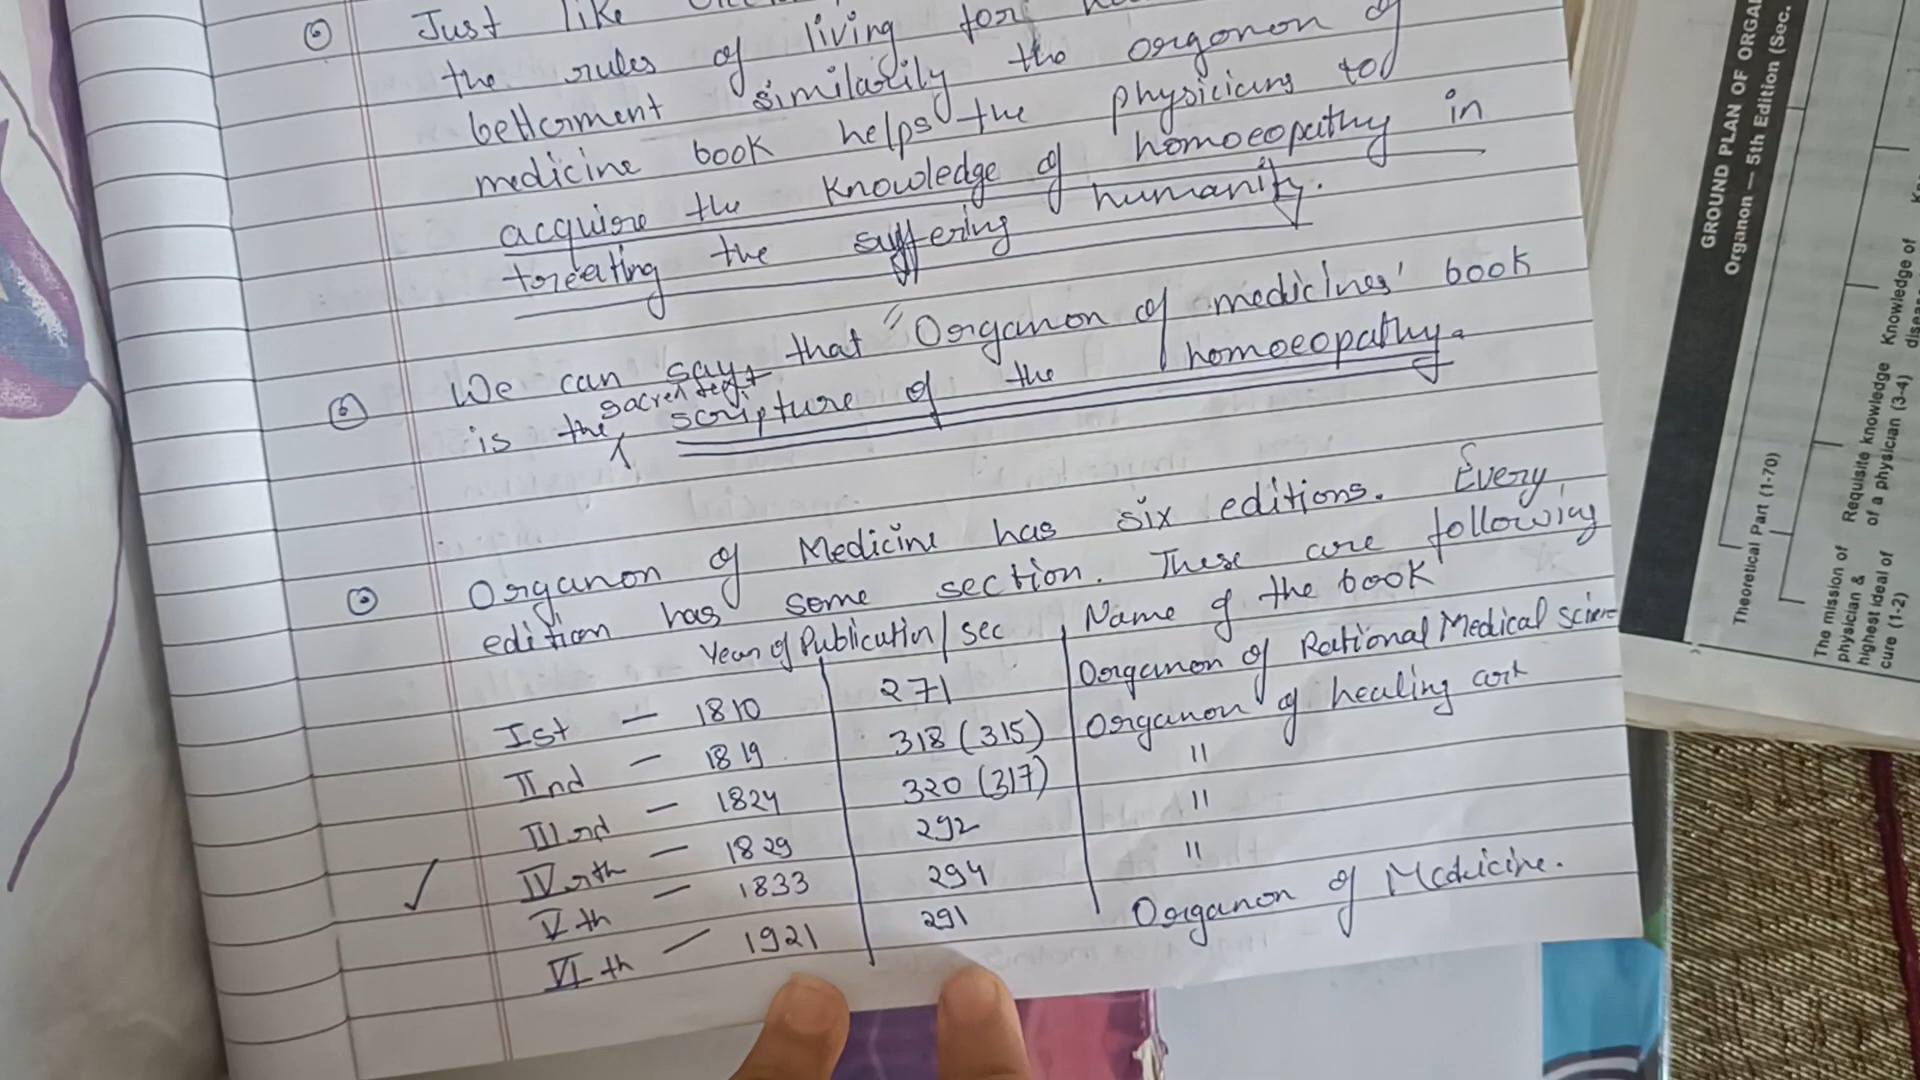 Just like
the rules of living for
betterment similarily the orgonon of
medicine book helps the physicians to
acquire the knowledge of homoeopathy in
treating the suffering humanity.
We can say, that "Organon of medicines' book
sacred text
is the scripture of the homoeopathy.
Organon of Medicine has six editions. Every
edition has some section. These are following
Year of Publication / sec Name of the book
Ist — 1810 271 Oorganon of Rational Medical science
IInd — 1819 318 (315) Organon of healing art
IIIrd — 1824 320 (317) "
IVrth — 1829 292 "
Vth — 1833 294 "
VIth — 1921 291 Organon of Medicine.
GROUND PLAN OF ORGA
Organon — 5th Edition (Sec.
Theoretical Part (1-70)
The mission of
physician &
highest ideal of
cure (1-2)
Requisite knowledge
of a physician (3-4)
Knowledge of
disea